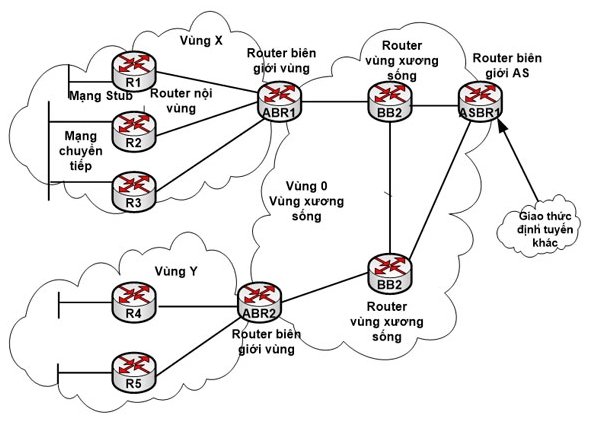 Vùng X
Router biên
giới vùng
Router
vùng xương
sống
Router biên
giới AS
R1
Mạng Stub
Router nội
vùng
ABR1
BB2
ASBR1
R2
Mạng
chuyển
tiếp
R3
Vùng 0
Vùng xương
sống
Giao thức
định tuyến
khác
Vùng Y
BB2
R4
ABR2
Router
vùng xương
sống
Router biên
giới vùng
R5